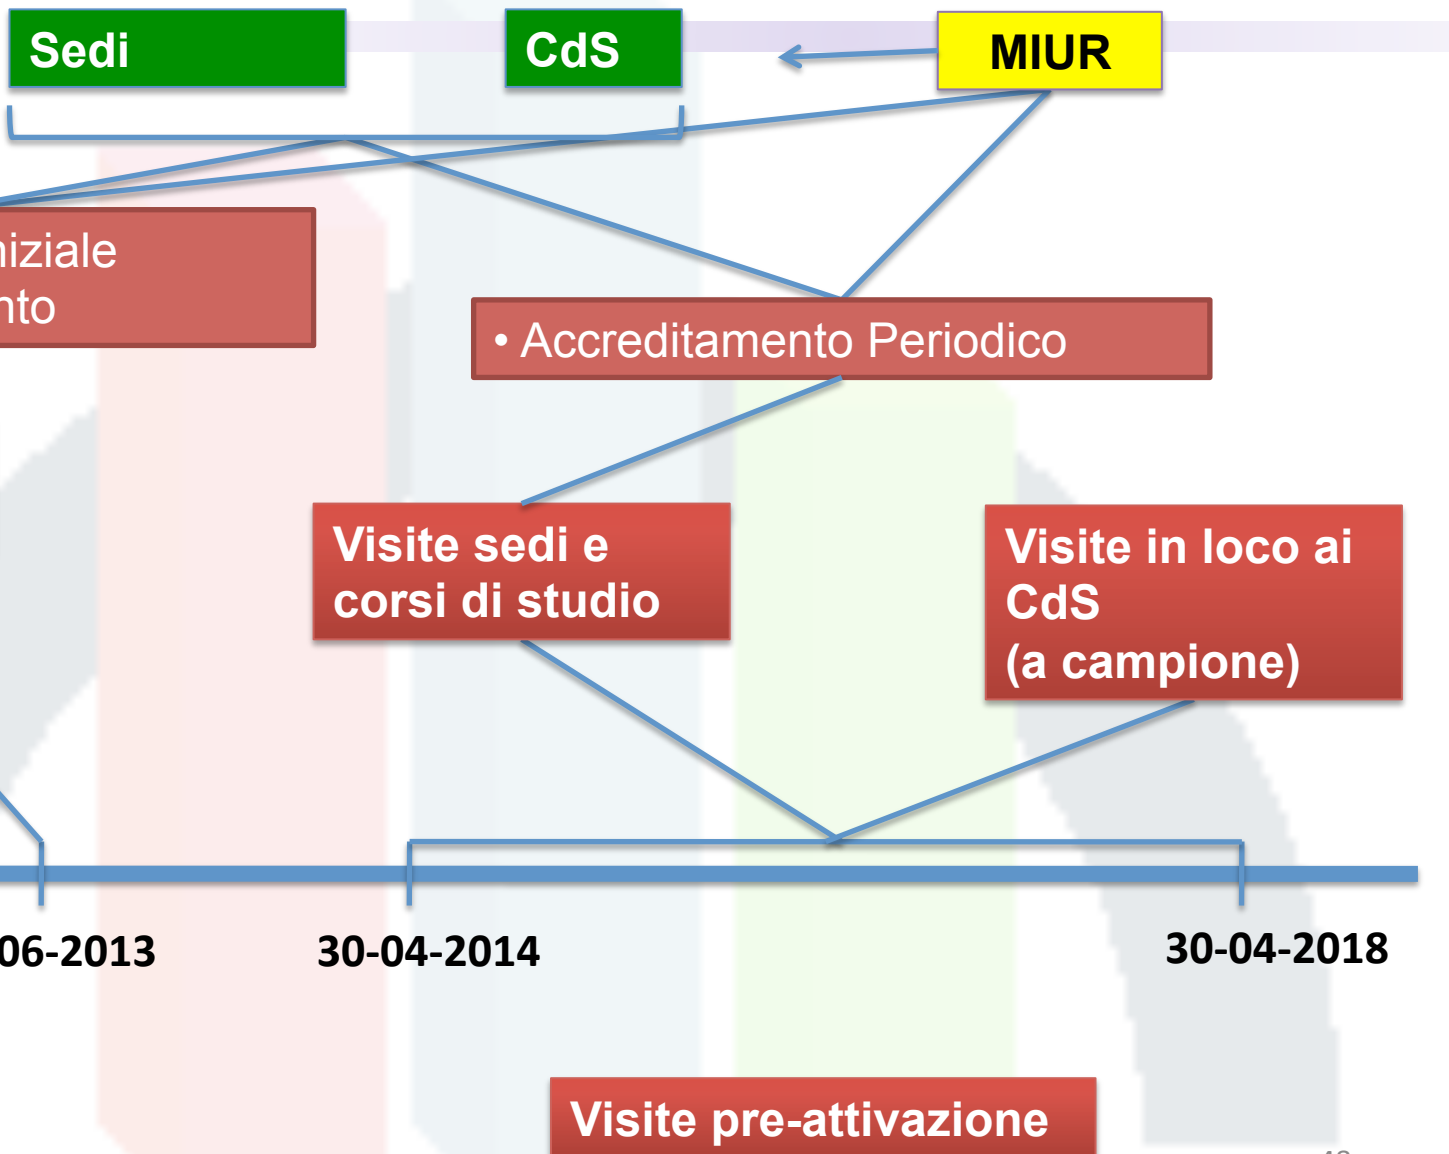 Sedi
CdS
MIUR
niziale
nto
• Accreditamento Periodico
Visite sedi e
corsi di studio
Visite in loco ai
CdS
(a campione)
06-2013
30-04-2014
30-04-2018
Visite pre-attivazione